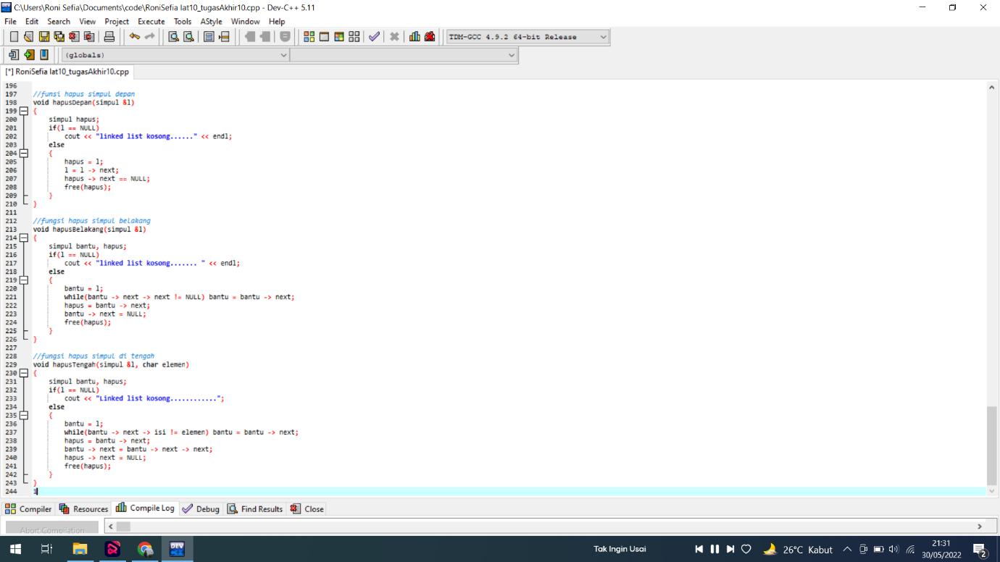 C:\Users\Roni Sefia\Documents\code\RoniSefia lat10_tugasAkhir10.cpp - Dev-C++ 5.11
File Edit Search View Project Execute Tools AStyle Window Help
TDM-GCC 4.9.2 64-bit Release
(globals)
[*] RoniSefia lat10_tugasAkhir10.cpp
196
197 //funsi hapus simpul depan
198 void hapusDepan(simpul &l)
199 {
200 simpul hapus;
201 if(l == NULL)
202 cout << "linked list kosong......" << endl;
203 else
204 {
205 hapus = l;
206 l = l -> next;
207 hapus -> next == NULL;
208 free(hapus);
209 }
210 }
211
212 //fungsi hapus simpul belakang
213 void hapusBelakang(simpul &l)
214 {
215 simpul bantu, hapus;
216 if(l == NULL)
217 cout << "linked list kosong....... " << endl;
218 else
219 {
220 bantu = l;
221 while(bantu -> next -> next != NULL) bantu = bantu -> next;
222 hapus = bantu -> next;
223 bantu -> next = NULL;
224 free(hapus);
225 }
226 }
227
228 //fungsi hapus simpul di tengah
229 void hapusTengah(simpul &l, char elemen)
230 {
231 simpul bantu, hapus;
232 if(l == NULL)
233 cout << "Linked list kosong............";
234 else
235 {
236 bantu = l;
237 while(bantu -> next -> isi != elemen) bantu = bantu -> next;
238 hapus = bantu -> next;
239 bantu -> next = bantu -> next -> next;
240 hapus -> next = NULL;
241 free(hapus);
242 }
243 }
244 1
Compiler Resources Compile Log Debug Find Results Close
Abort Compilation
DEV C++ Tak Ingin Usai 26°C Kabut 21:31
30/05/2022 2